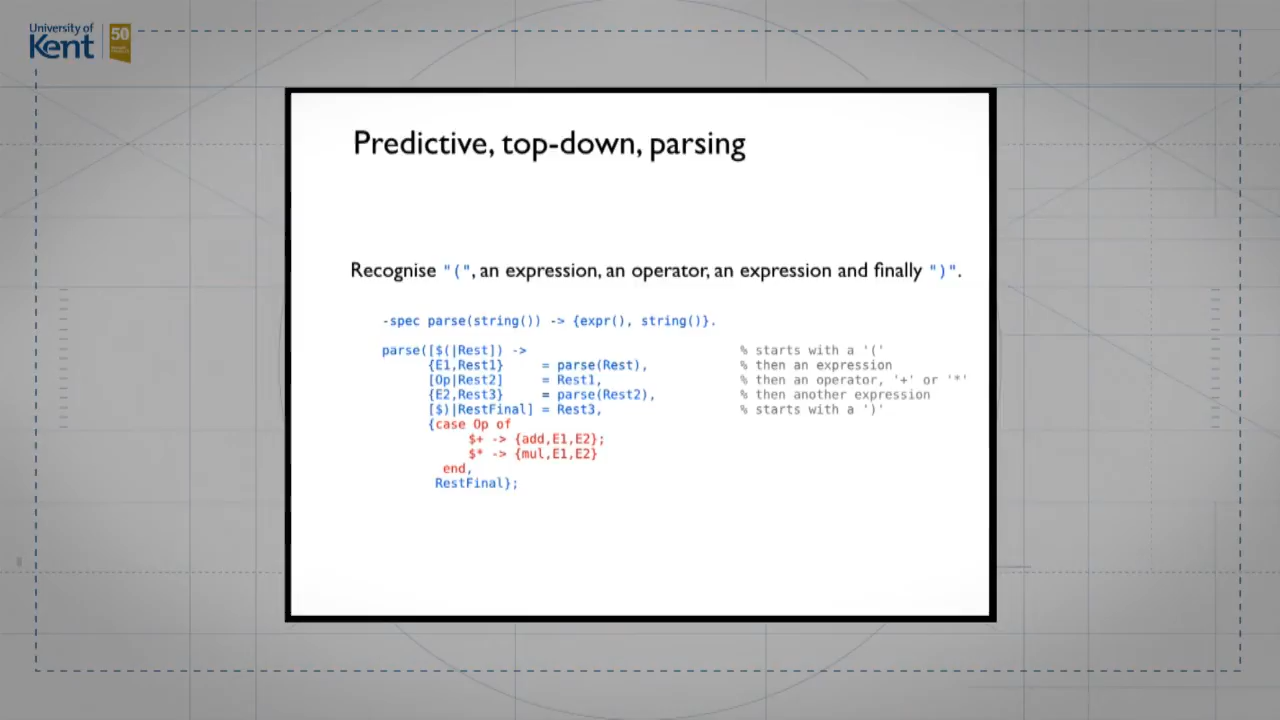 University of
Kent
50
Predictive, top-down, parsing
Recognise "(", an expression, an operator, an expression and finally ")".
-spec parse(string()) -> {expr(), string()}.
parse([$(|Rest]) -> % starts with a '('
{E1,Rest1} = parse(Rest), % then an expression
[Op|Rest2] = Rest1, % then an operator, '+' or '*'
{E2,Rest3} = parse(Rest2), % then another expression
[$)|RestFinal] = Rest3, % starts with a ')'
{case Op of
$+ -> {add,E1,E2};
$* -> {mul,E1,E2}
end,
RestFinal};